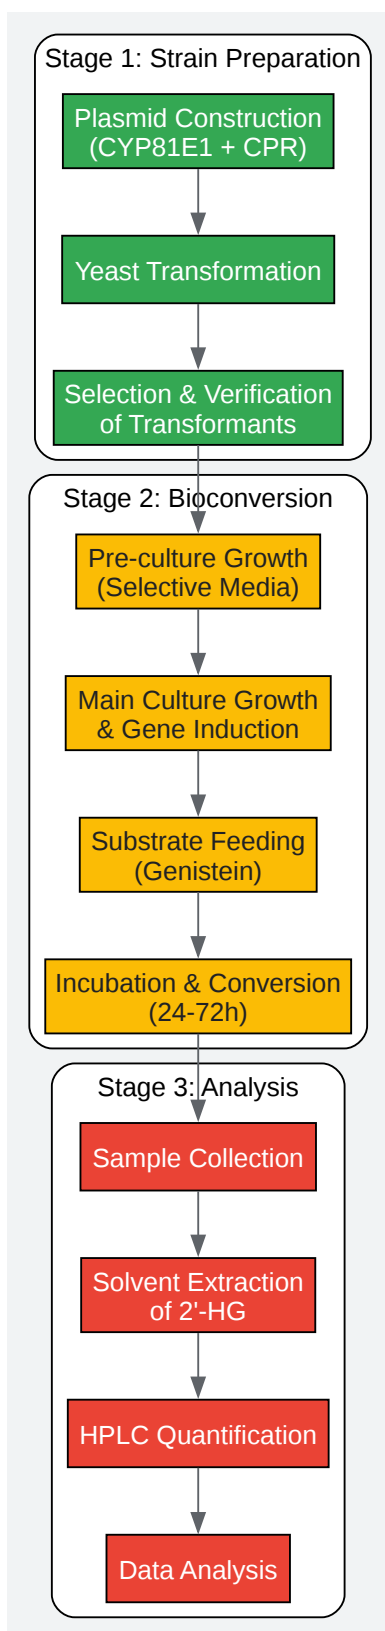 Stage 1: Strain Preparation
Plasmid Construction
(CYP81E1 + CPR)
Yeast Transformation
Selection & Verification
of Transformants
Stage 2: Bioconversion
Pre-culture Growth
(Selective Media)
Main Culture Growth
& Gene Induction
Substrate Feeding
(Genistein)
Incubation & Conversion
(24-72h)
Stage 3: Analysis
Sample Collection
Solvent Extraction
of 2'-HG
HPLC Quantification
Data Analysis